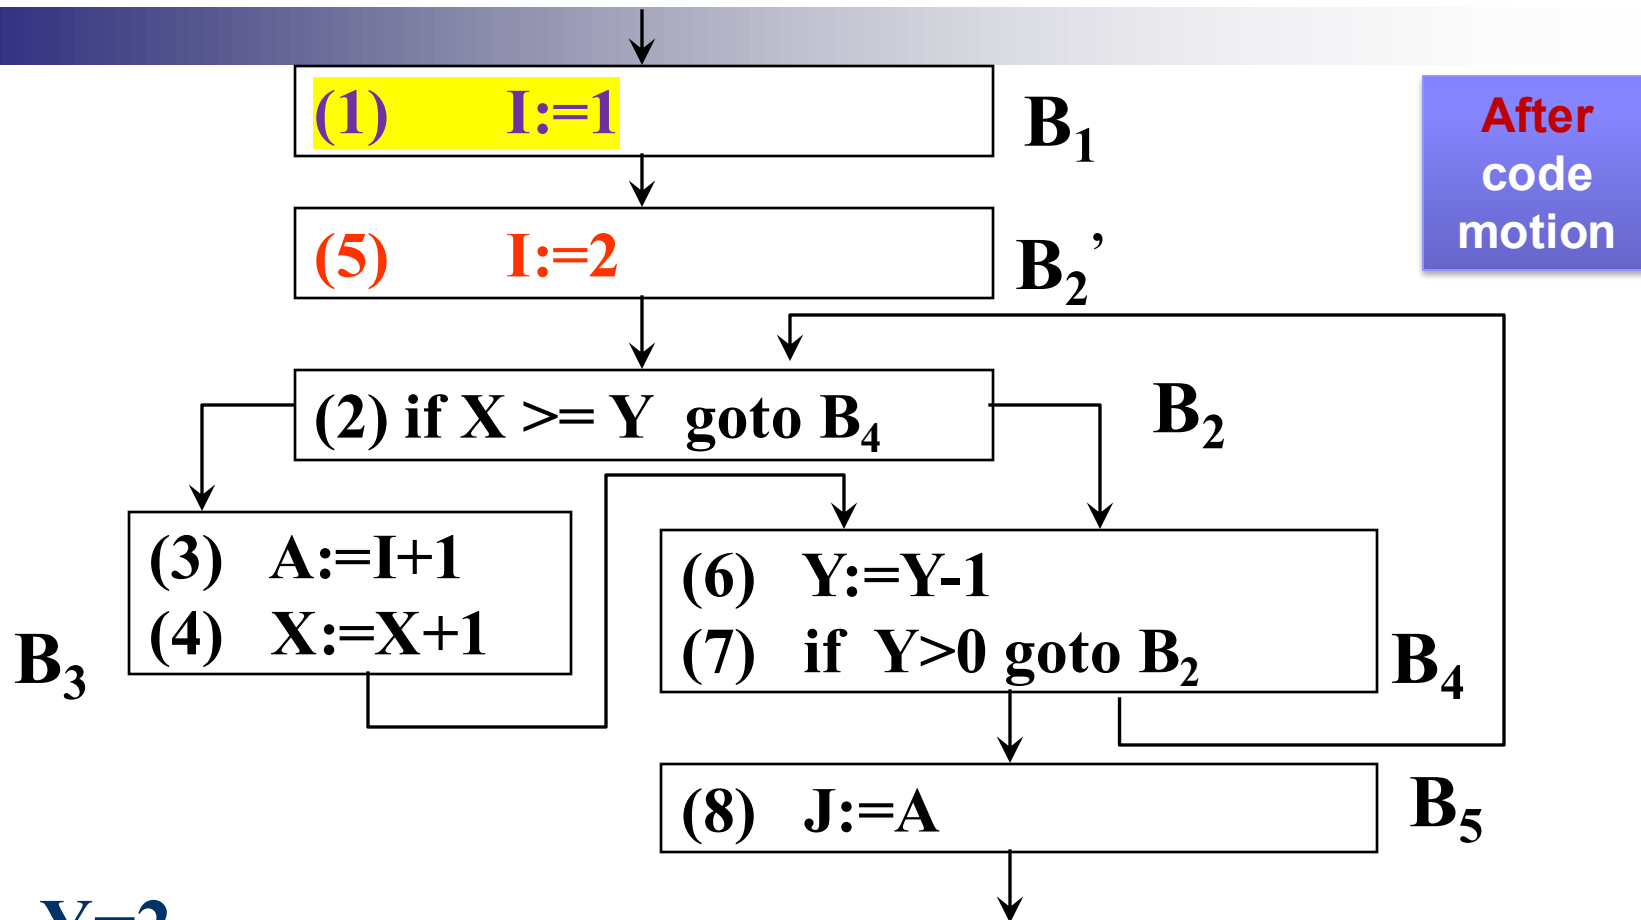 After
code
motion
(1) I:=1
B1
(5) I:=2
B2’
(2) if X >= Y goto B4
B2
(3) A:=I+1
(4) X:=X+1
B3
(6) Y:=Y-1
(7) if Y>0 goto B2
B4
(8) J:=A
B5